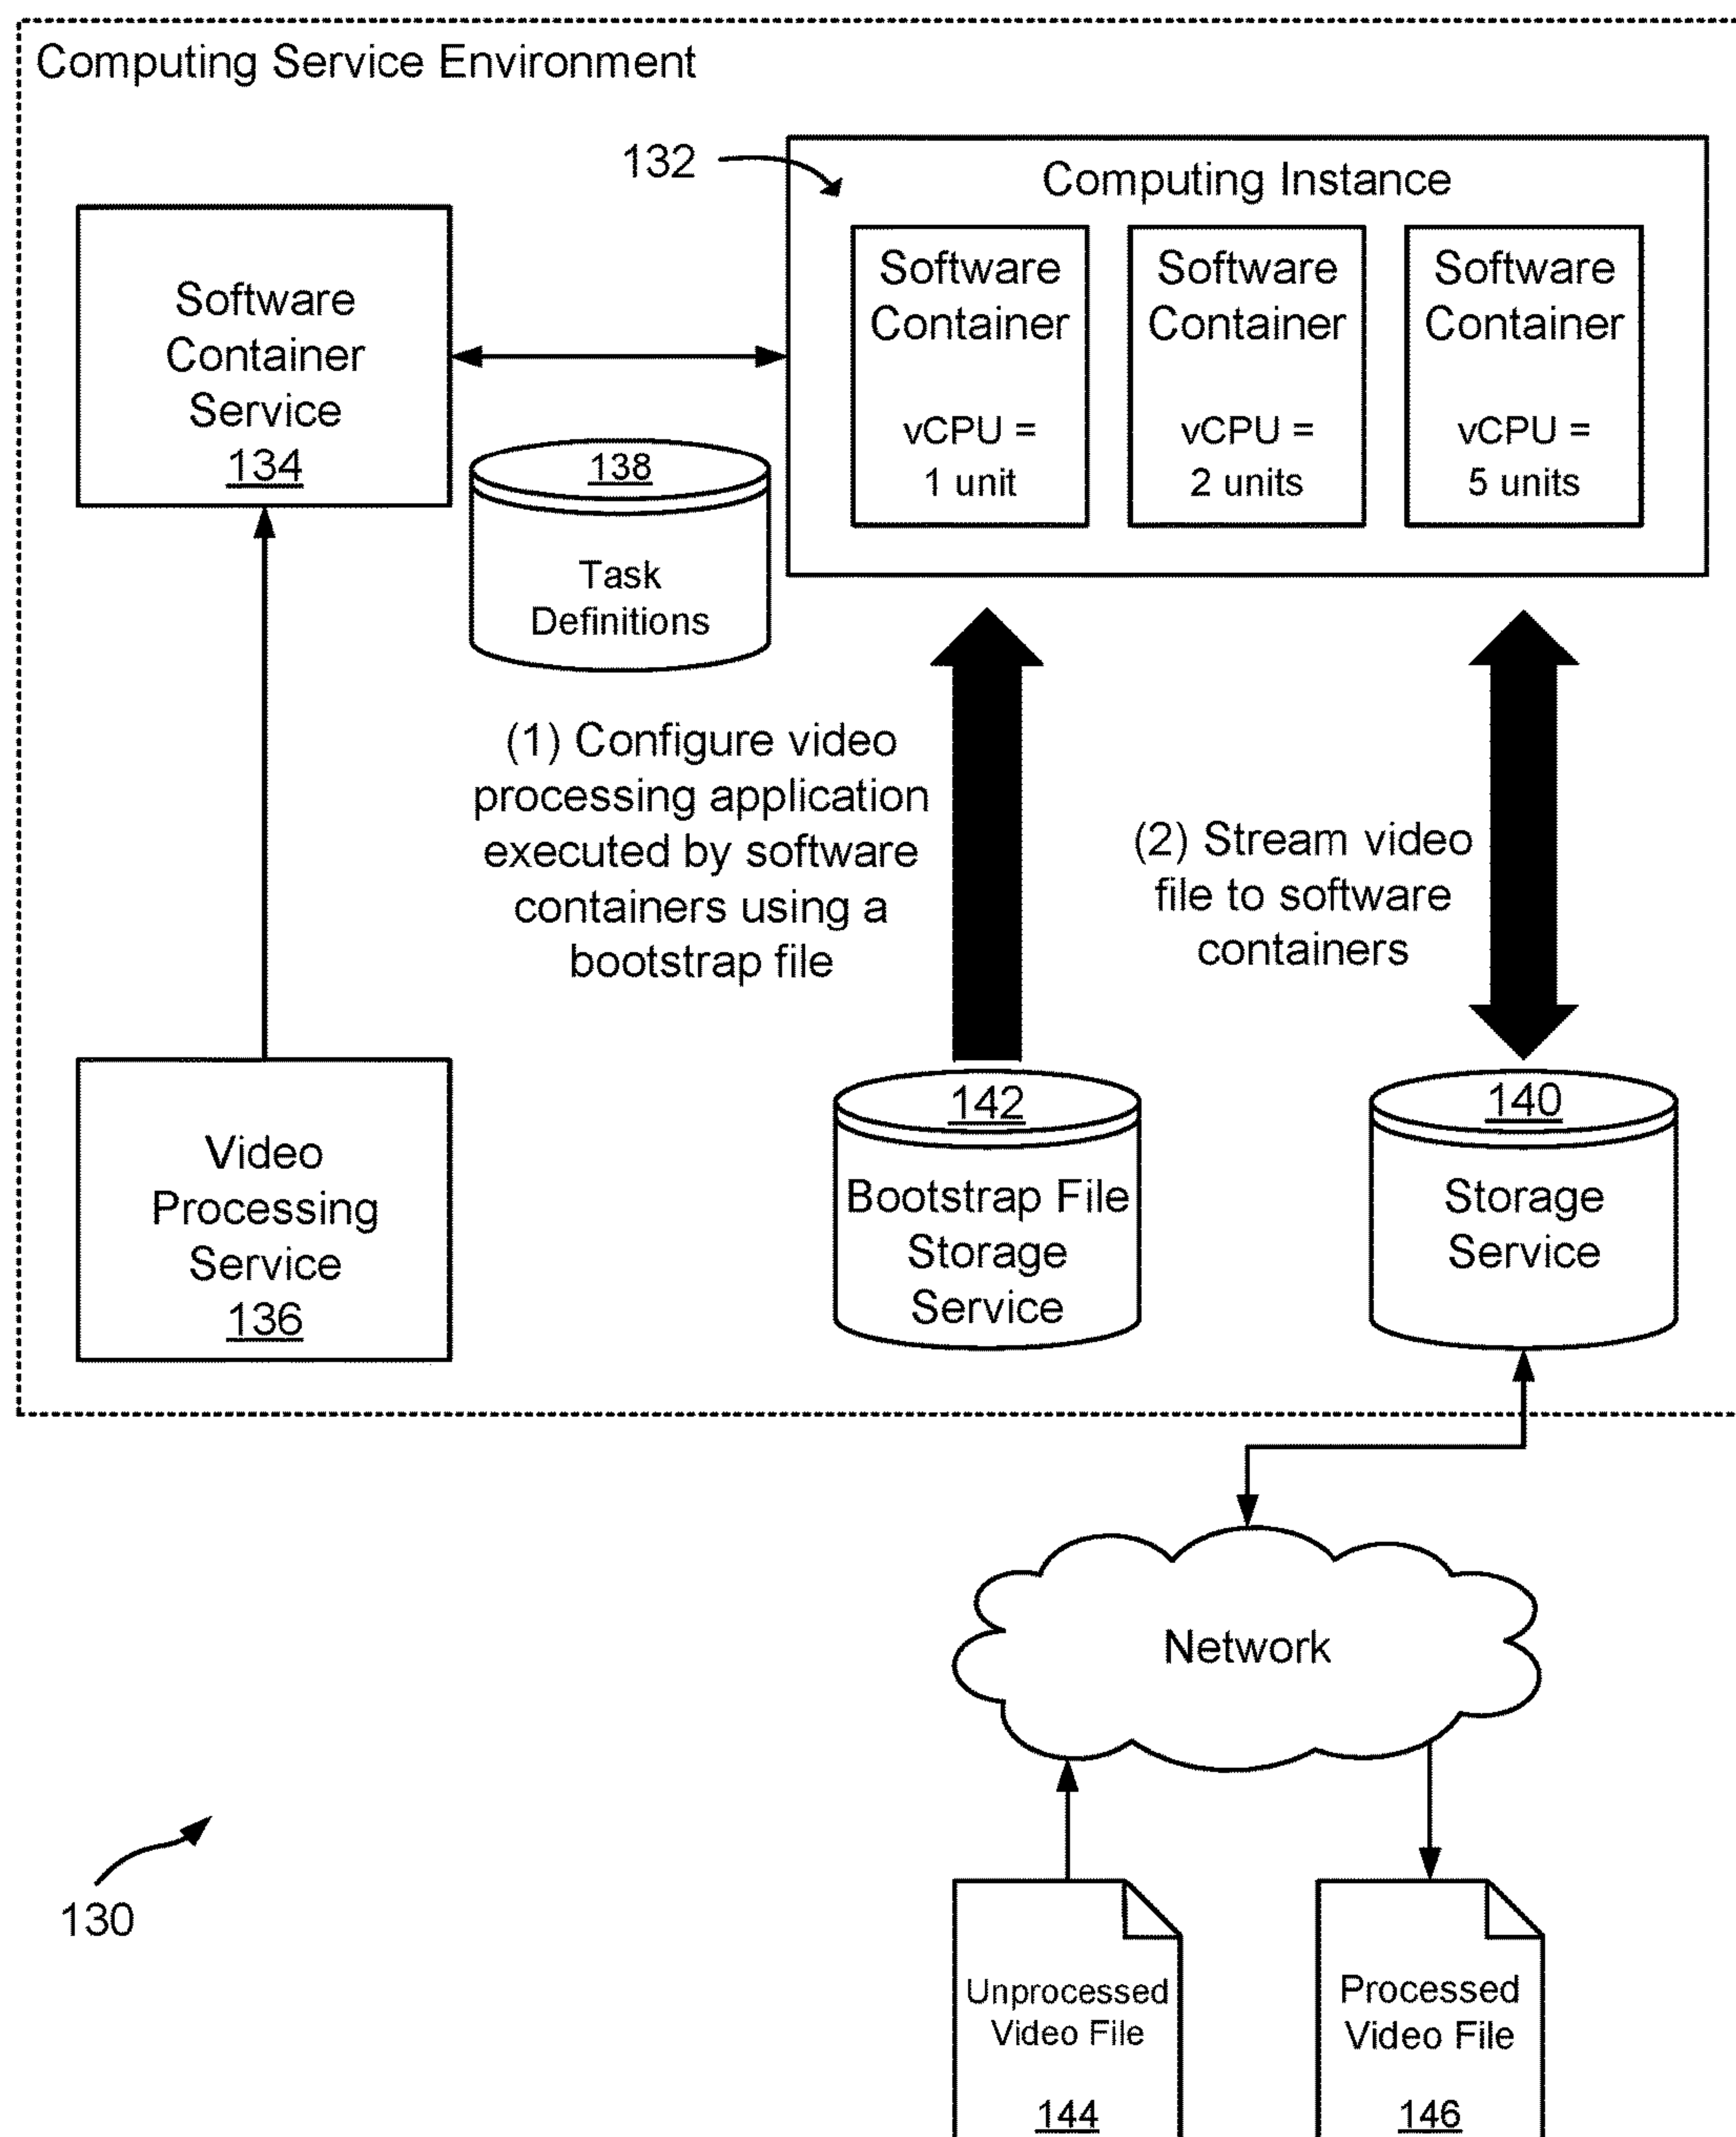 Computing Service Environment
132
Computing Instance
Software
Container
vCPU =
1 unit
Software
Container
vCPU =
2 units
Software
Container
vCPU =
5 units
Software
Container
Service
134
138
Task
Definitions
(1) Configure video
processing application
executed by software
containers using a
bootstrap file
(2) Stream video
file to software
containers
Video
Processing
Service
136
142
Bootstrap File
Storage
Service
140
Storage
Service
Network
130
Unprocessed
Video File
144
Processed
Video File
146